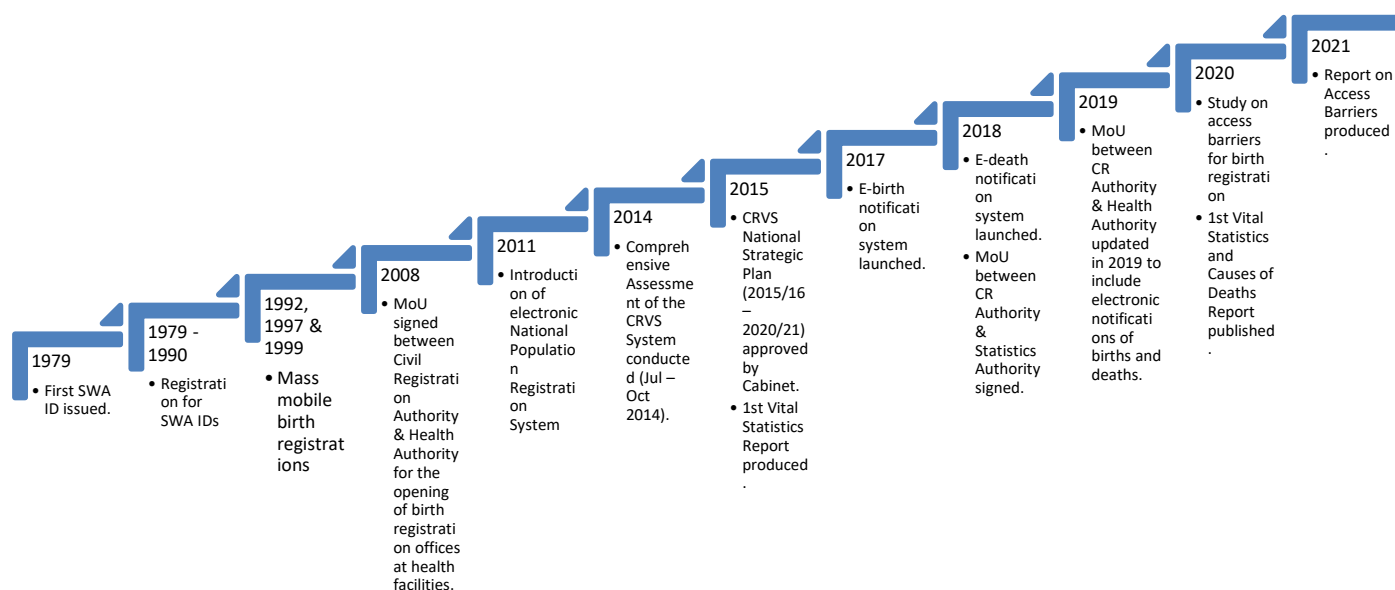 1979
• First SWA
ID issued.
1979 -
1990
• Registrati
on for
SWA IDs
1992,
1997 &
1999
• Mass
mobile
birth
registrat
ions
2008
• MoU
signed
between
Civil
Registrati
on
Authority
& Health
Authority
for the
opening
of birth
registrati
on offices
at health
facilities.
2011
• Introducti
on of
electronic
National
Populatio
n
Registrati
on
System
2014
• Compreh
ensive
Assessme
nt of the
CRVS
System
conducte
d (Jul –
Oct
2014).
2015
• CRVS
National
Strategic
Plan
(2015/16
–
2020/21)
approved
by
Cabinet.
• 1st Vital
Statistics
Report
produced
.
2017
• E-birth
notificati
on
system
launched.
2018
• E-death
notificati
on
system
launched.
• MoU
between
CR
Authority
&
Statistics
Authority
signed.
2019
• MoU
between
CR
Authority
& Health
Authority
updated
in 2019 to
include
electronic
notificati
ons of
births and
deaths.
2020
• Study on
access
barriers
for birth
registrati
on
• 1st Vital
Statistics
and
Causes of
Deaths
Report
published
.
2021
• Report on
Access
Barriers
produced
.